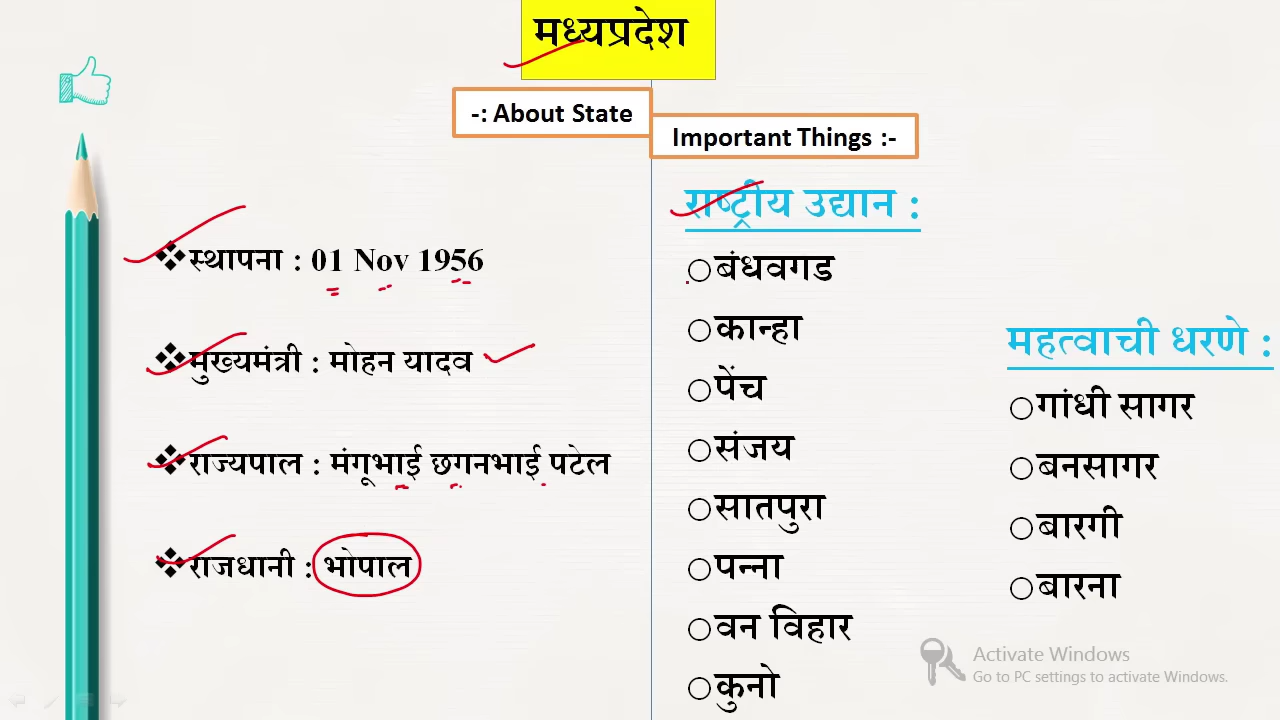 मध्यप्रदेश
-: About State
Important Things :-
स्थापना : 01 Nov 1956
मुख्यमंत्री : मोहन यादव
राज्यपाल : मंगूभाई छगनभाई पटेल
राजधानी : भोपाल
राष्ट्रीय उद्यान :
बंधवगड
कान्हा
पेंच
संजय
सातपुरा
पन्ना
वन विहार
कुनो
महत्वाची धरणे :
गांधी सागर
बनसागर
बारगी
बारना
Activate Windows
Go to PC settings to activate Windows.